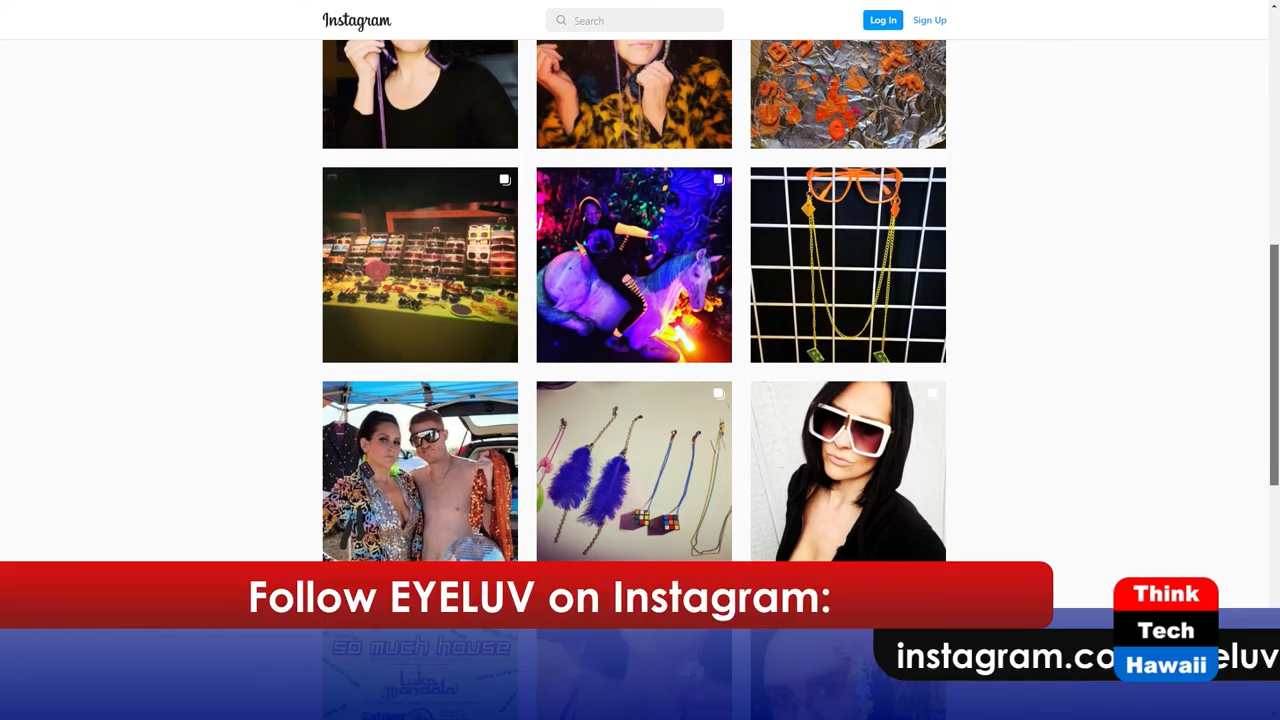 Instagram
Search
Log In
Sign Up
Follow EYELUV on Instagram:
so much house
Think
Tech
Hawaii
instagram.co
eluv